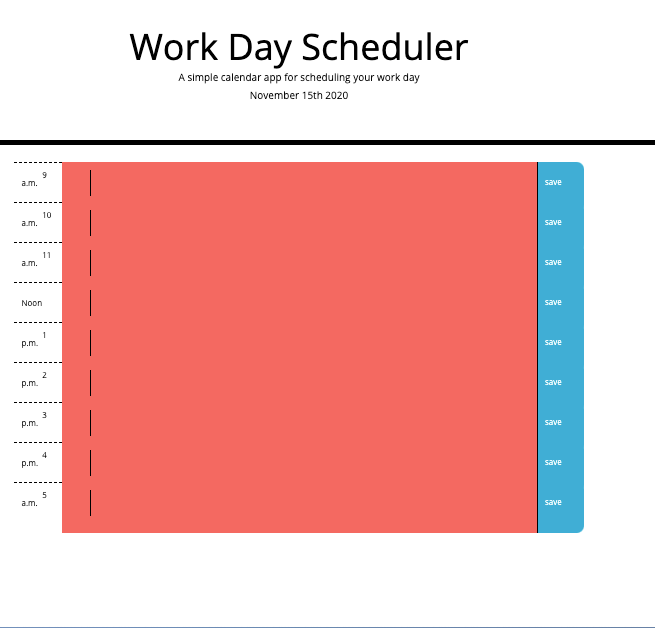 Work Day Scheduler
A simple calendar app for scheduling your work day
November 15th 2020
9
a.m. save
10
a.m. save
11
a.m. save
Noon save
1
p.m. save
2
p.m. save
3
p.m. save
4
p.m. save
5
a.m. save